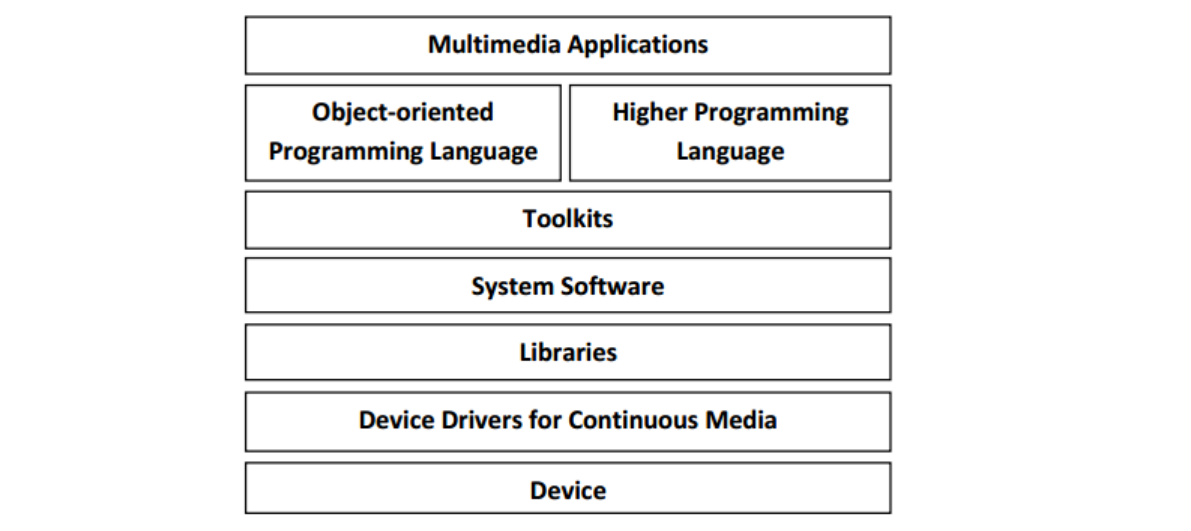 Multimedia Applications
Object-oriented
Programming Language
Higher Programming
Language
Toolkits
System Software
Libraries
Device Drivers for Continuous Media
Device